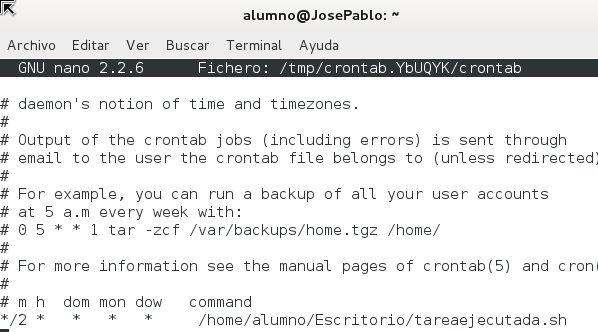 alumno@JosePablo: ~
Archivo Editar Ver Buscar Terminal Ayuda
GNU nano 2.2.6 Fichero: /tmp/crontab.YbUQYK/crontab
# daemon's notion of time and timezones.
#
# Output of the crontab jobs (including errors) is sent through
# email to the user the crontab file belongs to (unless redirected)
#
# For example, you can run a backup of all your user accounts
# at 5 a.m every week with:
# 0 5 * * 1 tar -zcf /var/backups/home.tgz /home/
#
# For more information see the manual pages of crontab(5) and cron(
#
# m h  dom mon dow   command
*/2 *   *   *   *     /home/alumno/Escritorio/tareaejecutada.sh